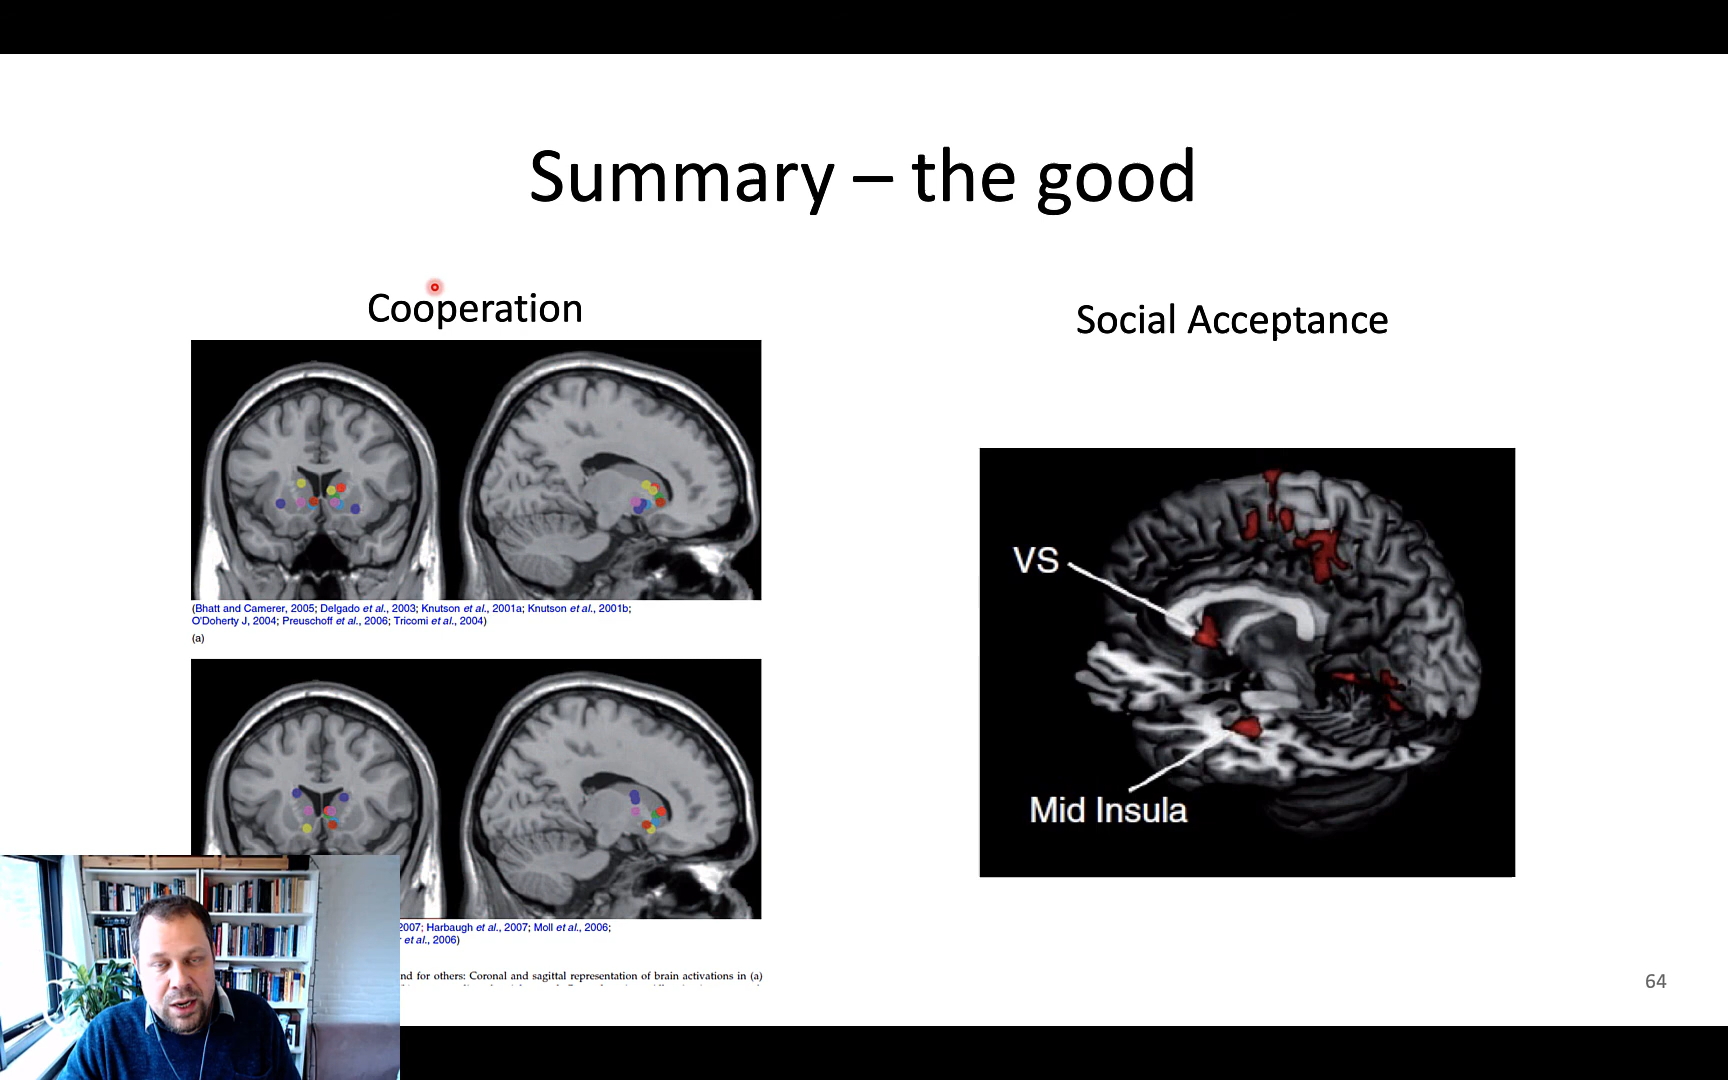 Summary – the good
Cooperation
(Bhatt and Camerer, 2005; Delgado et al., 2003; Knutson et al., 2001a; Knutson et al., 2001b;
O'Doherty J, 2004; Preuschoff et al., 2006; Tricomi et al., 2004)
(a)
2007; Harbaugh et al., 2007; Moll et al., 2006;
et al., 2006)
nd for others: Coronal and sagittal representation of brain activations in (a)
Social Acceptance
VS
Mid Insula
64